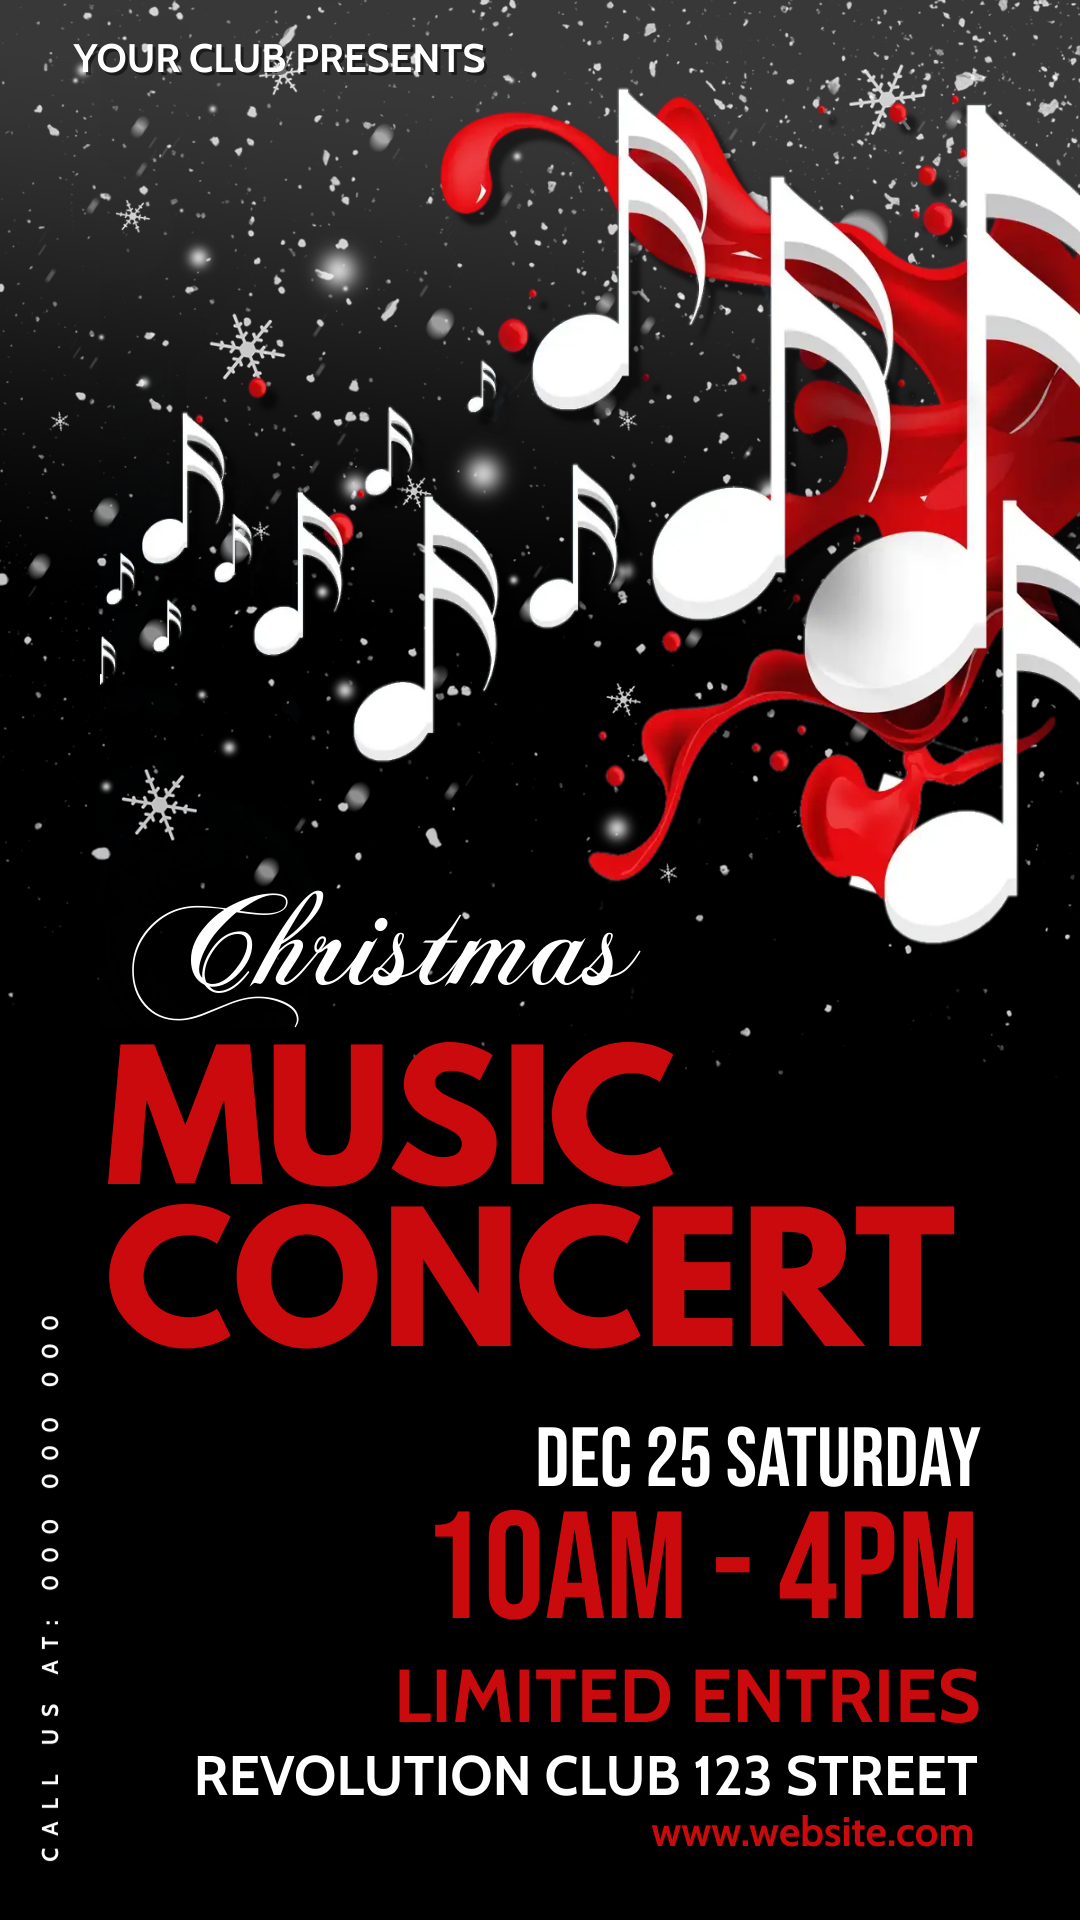 YOUR CLUB PRESENTS
Christmas
MUSIC
CONCERT
DEC 25 SATURDAY
10AM - 4PM
LIMITED ENTRIES
REVOLUTION CLUB 123 STREET
www.website.com
CALL US AT: 000 000 000 000